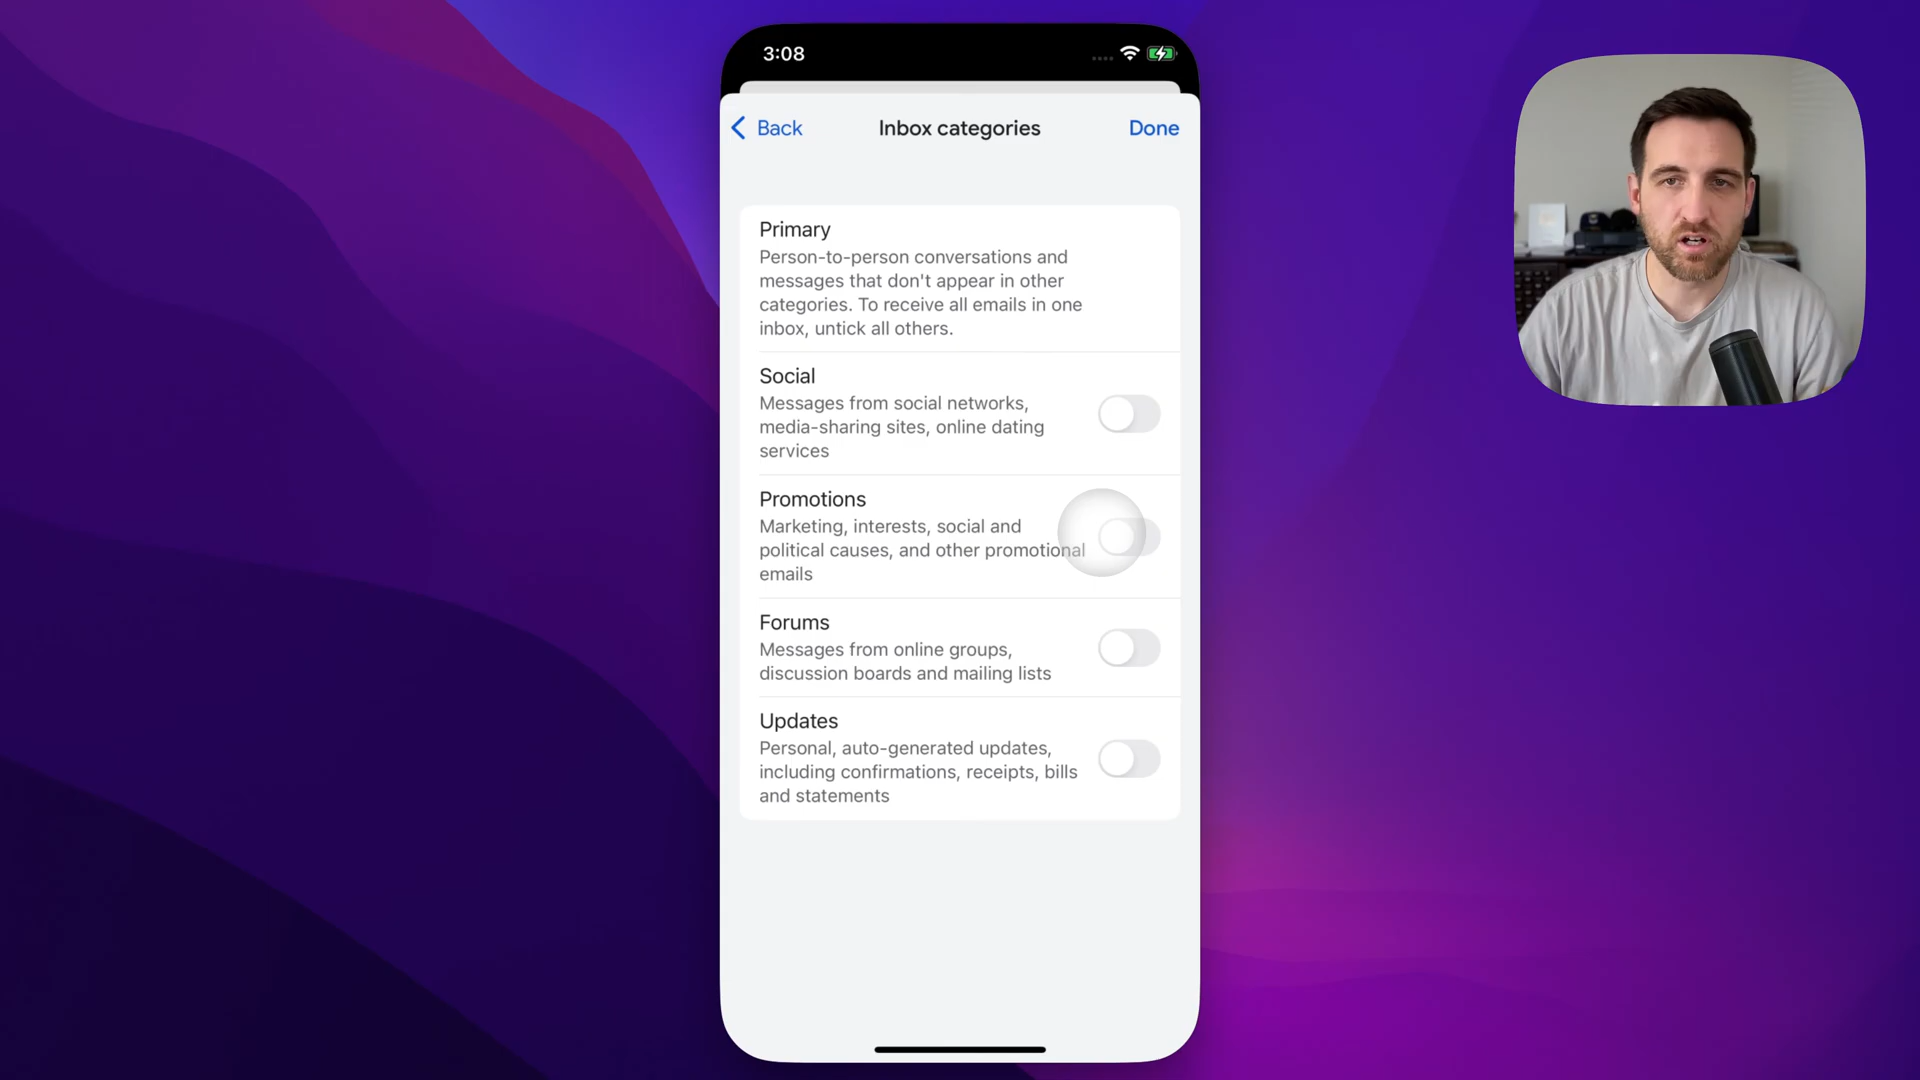 3:08
Back
Inbox categories
Done
Primary
Person-to-person conversations and
messages that don't appear in other
categories. To receive all emails in one
inbox, untick all others.
Social
Messages from social networks,
media-sharing sites, online dating
services
Promotions
Marketing, interests, social and
political causes, and other promotional
emails
Forums
Messages from online groups,
discussion boards and mailing lists
Updates
Personal, auto-generated updates,
including confirmations, receipts, bills
and statements